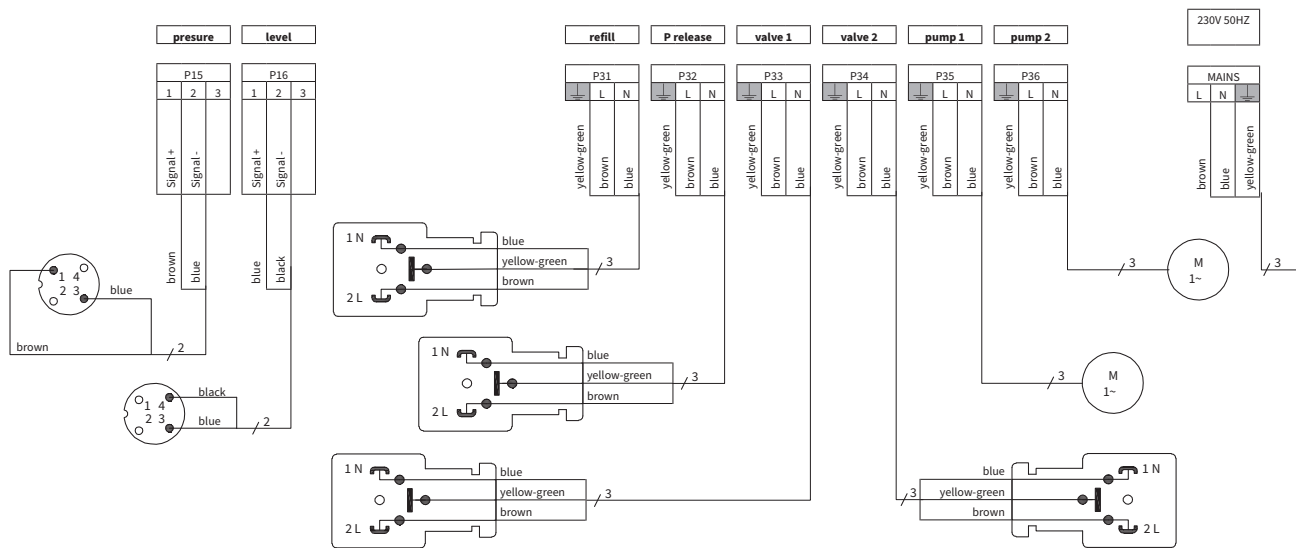 230V 50HZ
presure level refill P release valve 1 valve 2 pump 1 pump 2
P15 P16 P31 P32 P33 P34 P35 P36 MAINS
1 2 3 1 2 3 L N L N L N L N L N L N L N
Signal + Signal - Signal + Signal -
yellow-green brown blue yellow-green brown blue yellow-green brown blue yellow-green brown blue yellow-green brown blue yellow-green brown blue
brown blue yellow-green
brown blue blue black
1 N blue
yellow-green 3
2 L brown
3 M 1~
3
1 4
2 3 blue
brown 2
1 N blue
yellow-green 3
2 L brown
3 M 1~
1 4 black
2 3 blue 2
1 N blue
yellow-green 3
2 L brown
blue 1 N
3 yellow-green
brown 2 L